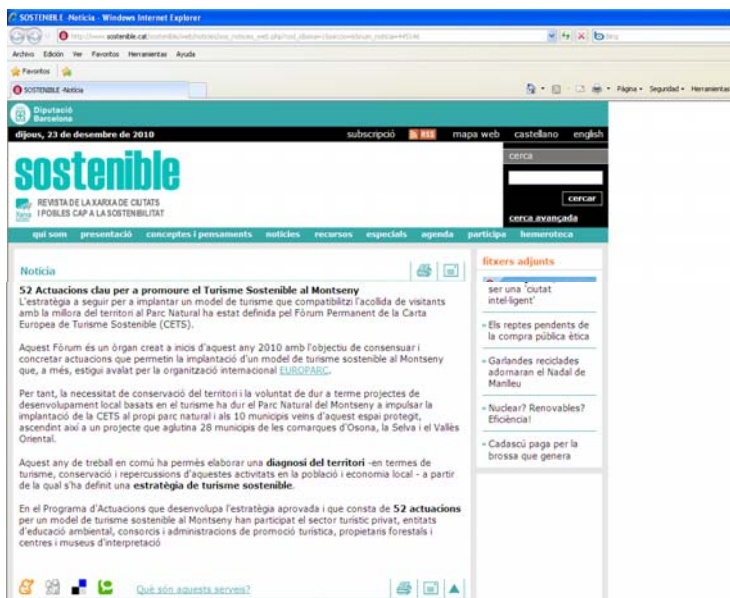 SOSTENIBLE -Notícia - Windows Internet Explorer
Archivo Edición Ver Favoritos Herramientas Ayuda
Favoritos
SOSTENIBLE -Notícia
Página Seguridad Herramientas
Diputació
Barcelona
dijous, 23 de desembre de 2010
subscripció RSS mapa web castellano english
sostenible
REVISTA DE LA XARXA DE CIUTATS
I POBLES CAP A LA SOSTENIBILITAT
cerca
cercar
cerca avançada
qui som presentació conceptes i pensaments notícies recursos especials agenda participa hemeroteca
Notícia
52 Actuacions clau per a promoure el Turisme Sostenible al Montseny
L'estratègia a seguir per a implantar un model de turisme que compatibilitzi l'acollida de visitants
amb la millora del territori al Parc Natural ha estat definida pel Fòrum Permanent de la Carta
Europea de Turisme Sostenible (CETS).
Aquest Fòrum és un òrgan creat a inicis d'aquest any 2010 amb l'objectiu de consensuar i
concretar actuacions que permetin la implantació d'un model de turisme sostenible al Montseny
que, a més, estigui avalat per la organització internacional EUROPARC.
Per tant, la necessitat de conservació del territori i la voluntat de dur a terme projectes de
desenvolupament local basats en el turisme ha dur el Parc Natural del Montseny a impulsar la
implantació de la CETS al propi parc natural i als 10 municipis veïns d'aquest espai protegit,
ascendint així a un projecte que aglutina 28 municipis de les comarques d'Osona, la Selva i el Vallès
Oriental.
Aquest any de treball en comú ha permès elaborar una diagnosi del territori -en termes de
turisme, conservació i repercussions d'aquestes activitats en la població i economia local - a partir
de la qual s'ha definit una estratègia de turisme sostenible.
En el Programa d'Actuacions que desenvolupa l'estratègia aprovada i que consta de 52 actuacions
per un model de turisme sostenible al Montseny han participat el sector turístic privat, entitats
d'educació ambiental, consorcis i administracions de promoció turística, propietaris forestals i
centres i museus d'interpretació
Què són aquests serveis?
fitxers adjunts
ser una 'ciutat
intel·ligent'
Els reptes pendents de
la compra pública ètica
Garlandes reciclades
adornaran el Nadal de
Manlleu
Nuclear? Renovables?
Eficiència!
Cadascú paga per la
brossa que genera